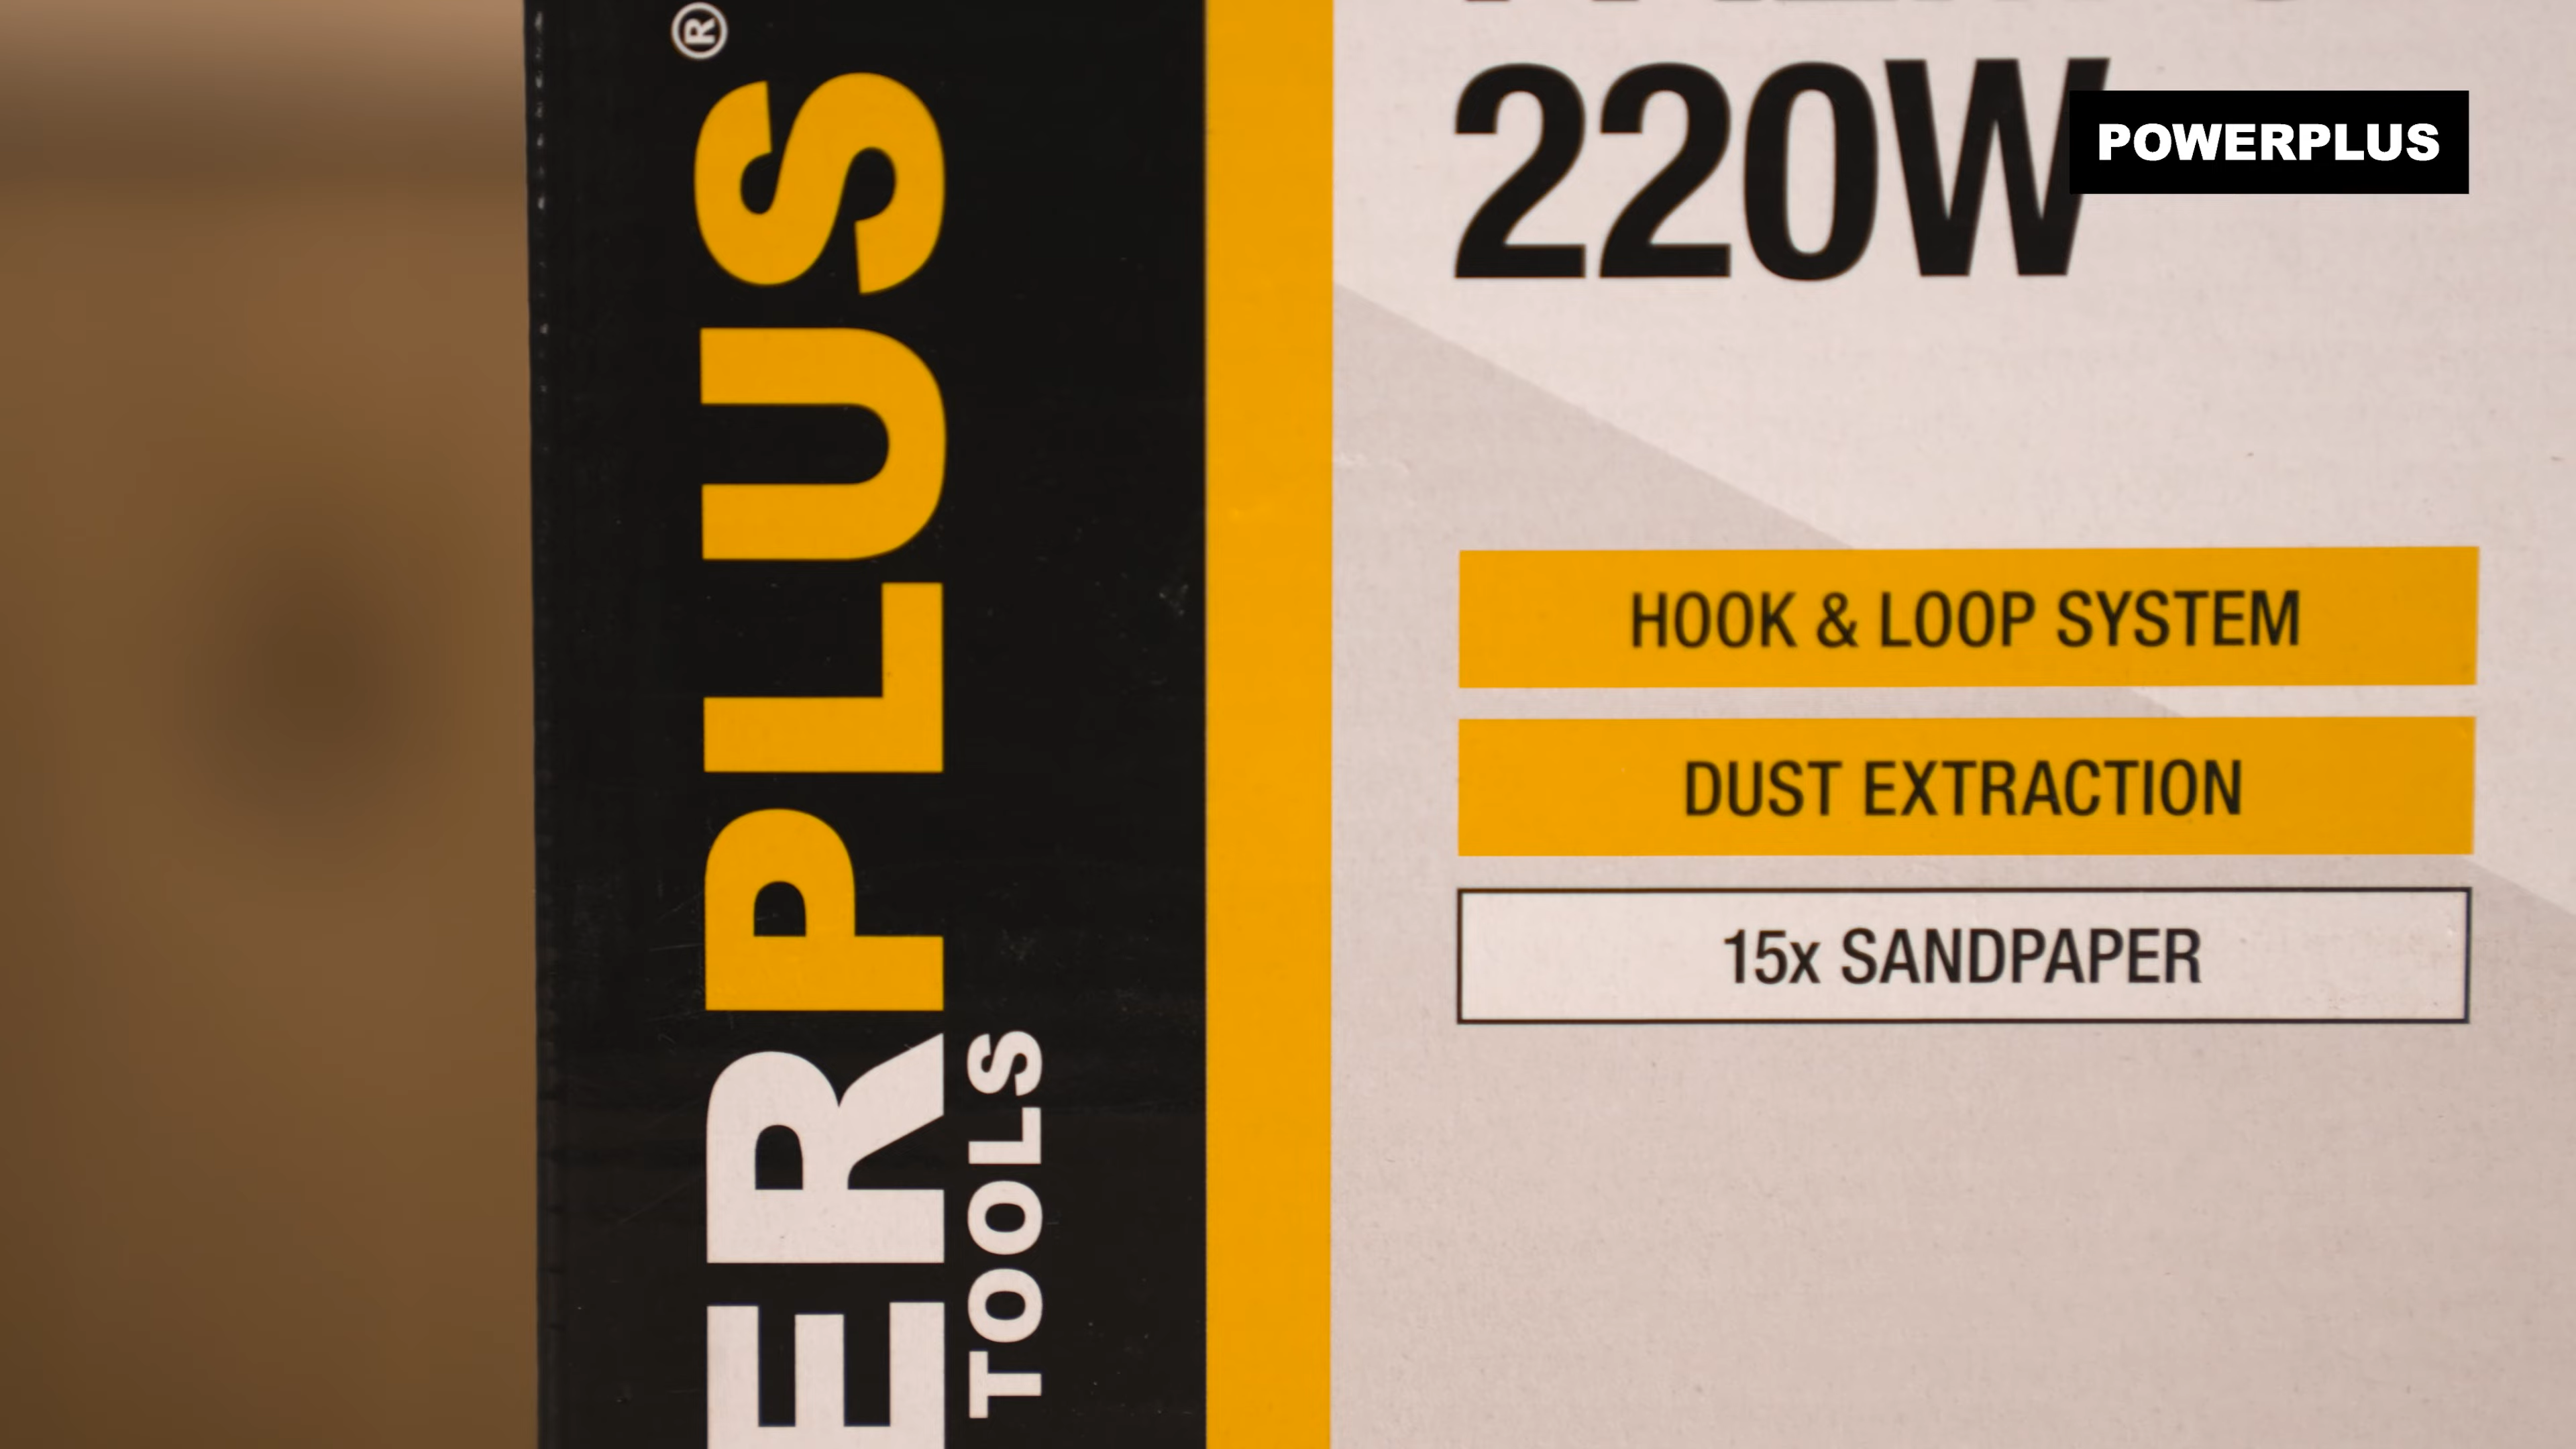 220W
POWERPLUS
HOOK & LOOP SYSTEM
DUST EXTRACTION
15x SANDPAPER
ERPLUS®
TOOLS